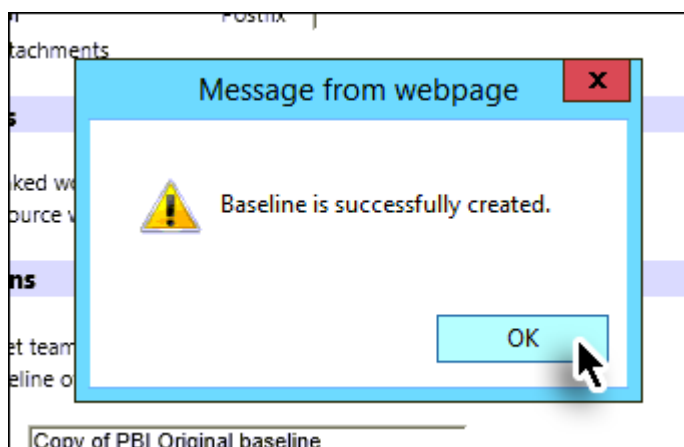 Postfix
tachments
Message from webpage
x
s
Baseline is successfully created.
ked wo
ource
ns
OK
et team
eline o
Copy of PBI Original baseline